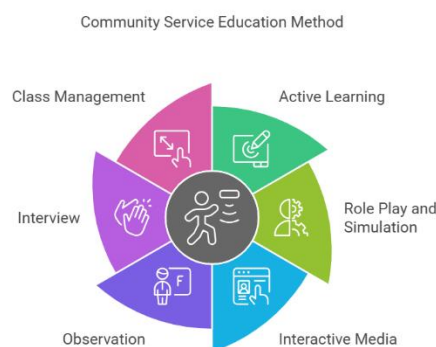 Community Service Education Method
Class Management
Active Learning
Interview
Role Play and
Simulation
F
Observation
Interactive Media